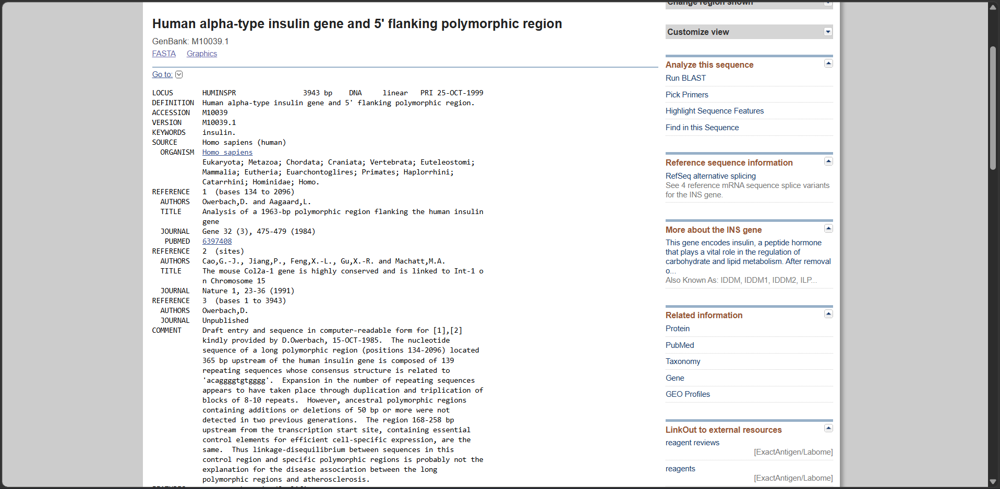 Human alpha-type insulin gene and 5' flanking polymorphic region
GenBank: M10039.1
FASTA Graphics
Go to:
LOCUS HUMINSPR 3943 bp DNA linear PRI 25-OCT-1999
DEFINITION Human alpha-type insulin gene and 5' flanking polymorphic region.
ACCESSION M10039
VERSION M10039.1
KEYWORDS insulin.
SOURCE Homo sapiens (human)
ORGANISM Homo sapiens
Eukaryota; Metazoa; Chordata; Craniata; Vertebrata; Euteleostomi;
Mammalia; Eutheria; Euarchontoglires; Primates; Haplorrhini;
Catarrhini; Hominidae; Homo.
REFERENCE 1 (bases 134 to 2096)
AUTHORS Owerbach,D. and Aagaard,L.
TITLE Analysis of a 1963-bp polymorphic region flanking the human insulin
gene
JOURNAL Gene 32 (3), 475-479 (1984)
PUBMED 6397408
REFERENCE 2 (sites)
AUTHORS Cao,G.-J., Jiang,P., Feng,X.-L., Gu,X.-R. and Machatt,M.A.
TITLE The mouse Col2a-1 gene is highly conserved and is linked to Int-1 o
n Chromosome 15
JOURNAL Nature 1, 23-36 (1991)
REFERENCE 3 (bases 1 to 3943)
AUTHORS Owerbach,D.
JOURNAL Unpublished
COMMENT Draft entry and sequence in computer-readable form for [1],[2]
kindly provided by D.Owerbach, 15-OCT-1985. The nucleotide
sequence of a long polymorphic region (positions 134-2096) located
365 bp upstream of the human insulin gene is composed of 139
repeating sequences whose consensus structure is related to
'acaggggtgtgggg'. Expansion in the number of repeating sequences
appears to have taken place through duplication and triplication of
blocks of 8-10 repeats. However, ancestral polymorphic regions
containing additions or deletions of 50 bp or more were not
detected in two previous generations. The region 168-258 bp
upstream from the transcription start site, containing essential
control elements for efficient cell-specific expression, are the
same. Thus linkage-disequilibrium between sequences in this
control region and specific polymorphic regions is probably not the
explanation for the disease association between the long
polymorphic regions and atherosclerosis.
Change region shown
Customize view
Analyze this sequence
Run BLAST
Pick Primers
Highlight Sequence Features
Find in this Sequence
Reference sequence information
RefSeq alternative splicing
See 4 reference mRNA sequence splice variants
for the INS gene.
More about the INS gene
This gene encodes insulin, a peptide hormone
that plays a vital role in the regulation of
carbohydrate and lipid metabolism. After removal
o...
Also Known As: IDDM, IDDM1, IDDM2, ILP...
Related information
Protein
PubMed
Taxonomy
Gene
GEO Profiles
LinkOut to external resources
reagent reviews
[ExactAntigen/Labome]
reagents
[ExactAntigen/Labome]